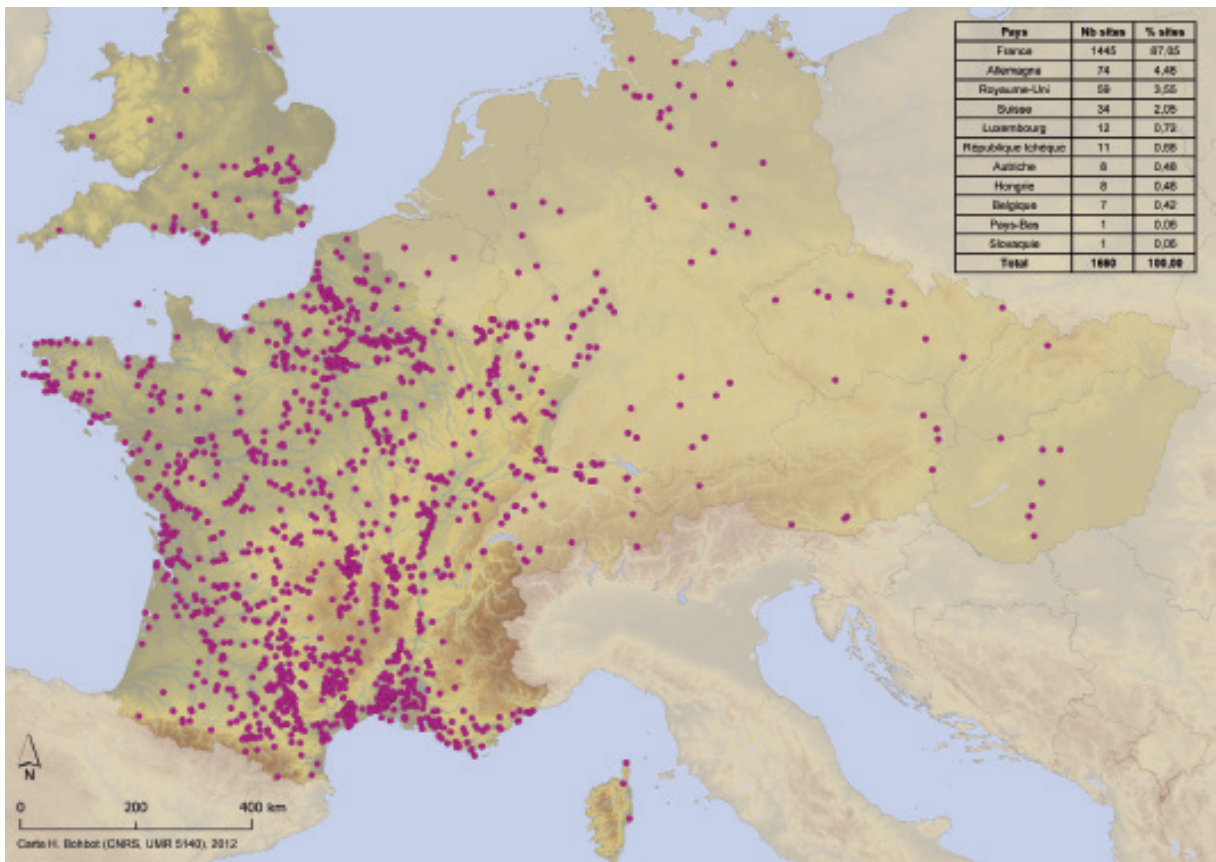 Pays Nb sites % sites
France 1445 87,05
Allemagne 74 4,46
Royaume-Uni 59 3,55
Suisse 34 2,05
Luxembourg 12 0,72
République tchèque 11 0,66
Autriche 8 0,48
Hongrie 8 0,48
Belgique 7 0,42
Pays-Bas 1 0,06
Slovaquie 1 0,06
Total 1660 100,00
N
0 200 400 km
Carte H. Bohbot (CNRS, UMR 5140), 2012